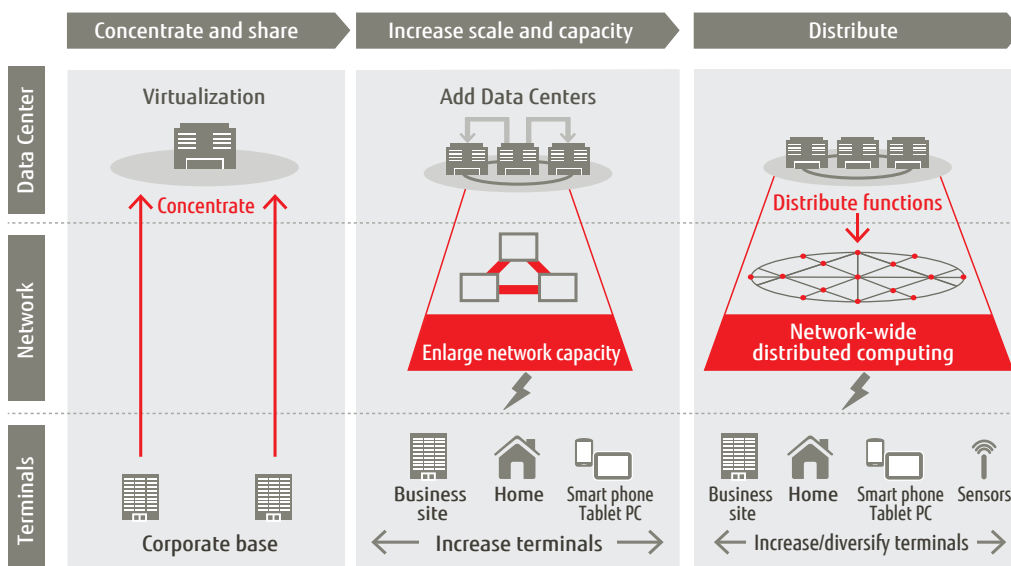 Concentrate and share
Increase scale and capacity
Distribute
Data Center
Virtualization
Concentrate
Add Data Centers
Distribute functions
Network
Enlarge network capacity
Network-wide
distributed computing
Terminals
Corporate base
Business
site
Home
Smart phone
Tablet PC
Increase terminals
Business
site
Home
Smart phone
Tablet PC
Sensors
Increase/diversify terminals